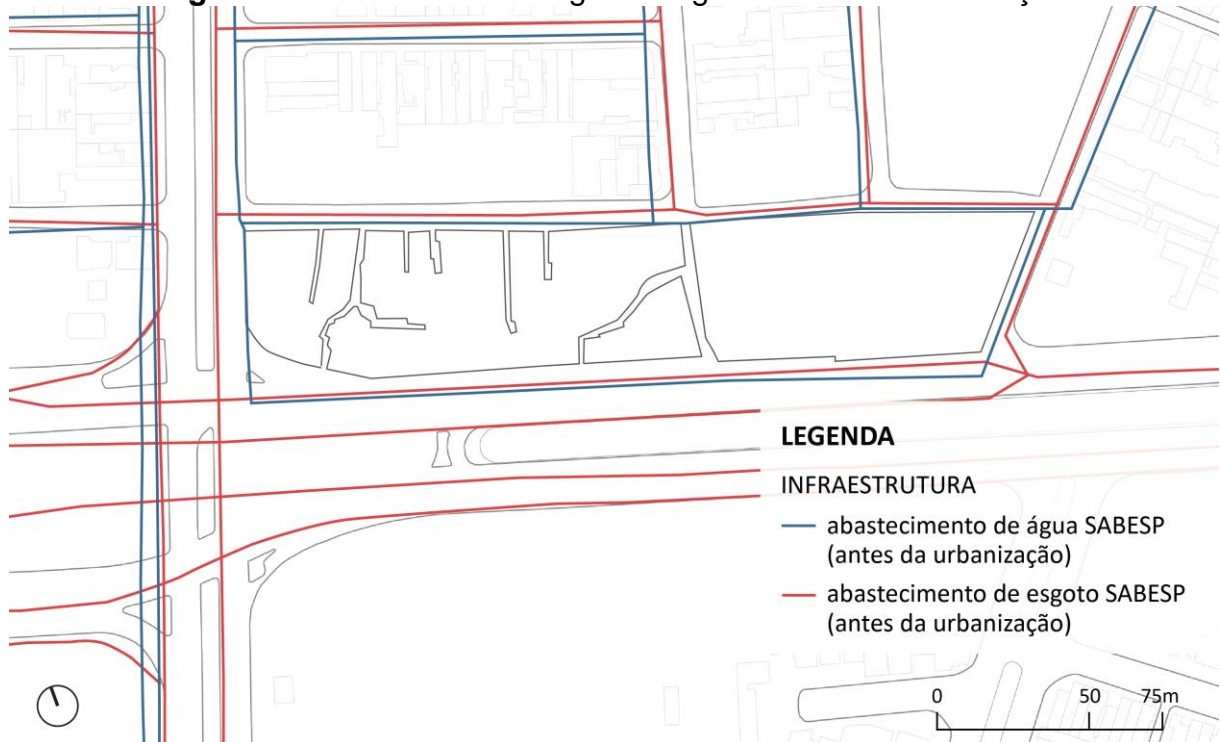 LEGENDA
INFRAESTRUTURA
abastecimento de água SABESP
(antes da urbanização)
abastecimento de esgoto SABESP
(antes da urbanização)
0 50 75m